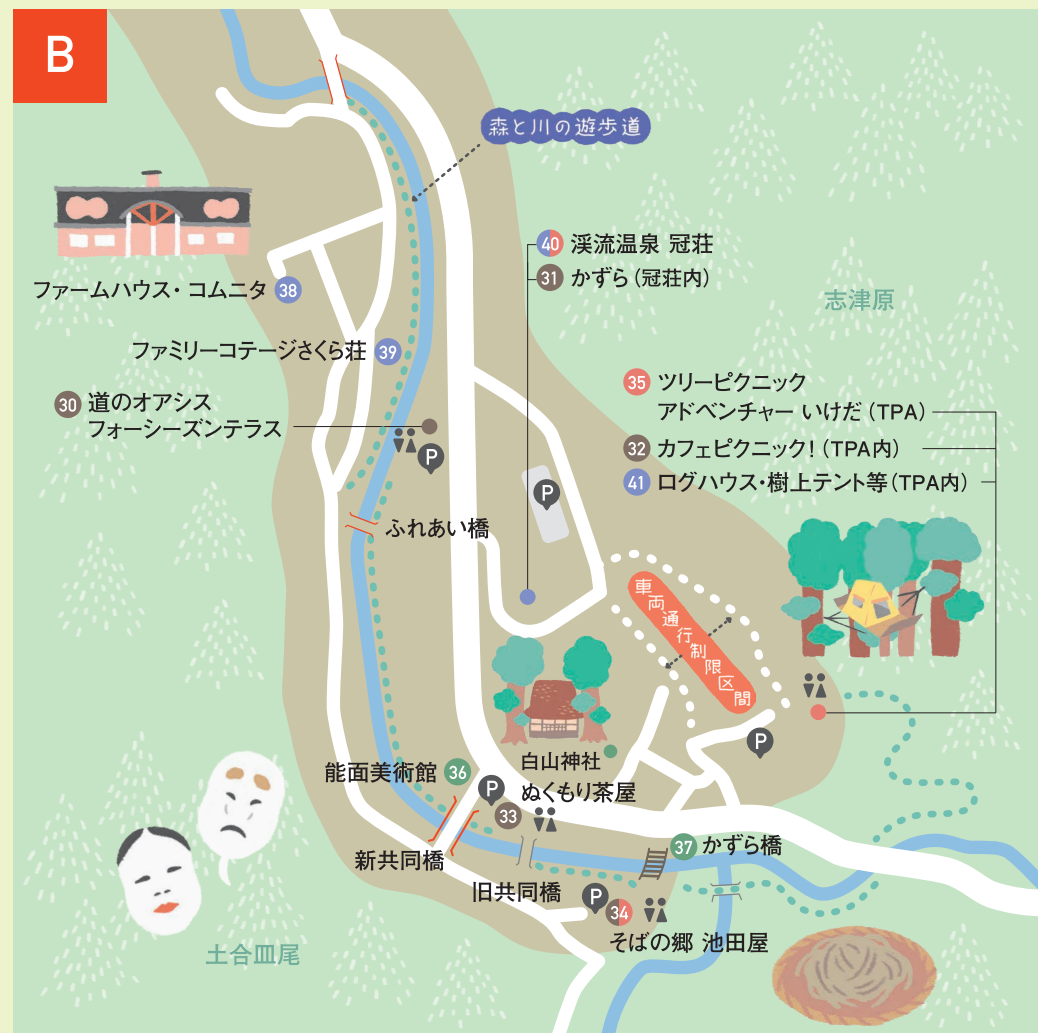 B
森と川の遊歩道
40 渓流温泉 冠荘
31 かずら(冠荘内)
志津原
ファームハウス・コムニタ 38
ファミリーコテージさくら荘 39
30 道のオアシス
フォーシーズンテラス
35 ツリーピクニック
アドベンチャー いけだ(TPA)
32 カフェピクニック!(TPA内)
41 ログハウス・樹上テント等(TPA内)
P
P
ふれあい橋
車両通行制限区間
P
白山神社
能面美術館 36
P
ぬくもり茶屋
33
新共同橋
37 かずら橋
旧共同橋
P
34
そばの郷 池田屋
土合皿尾